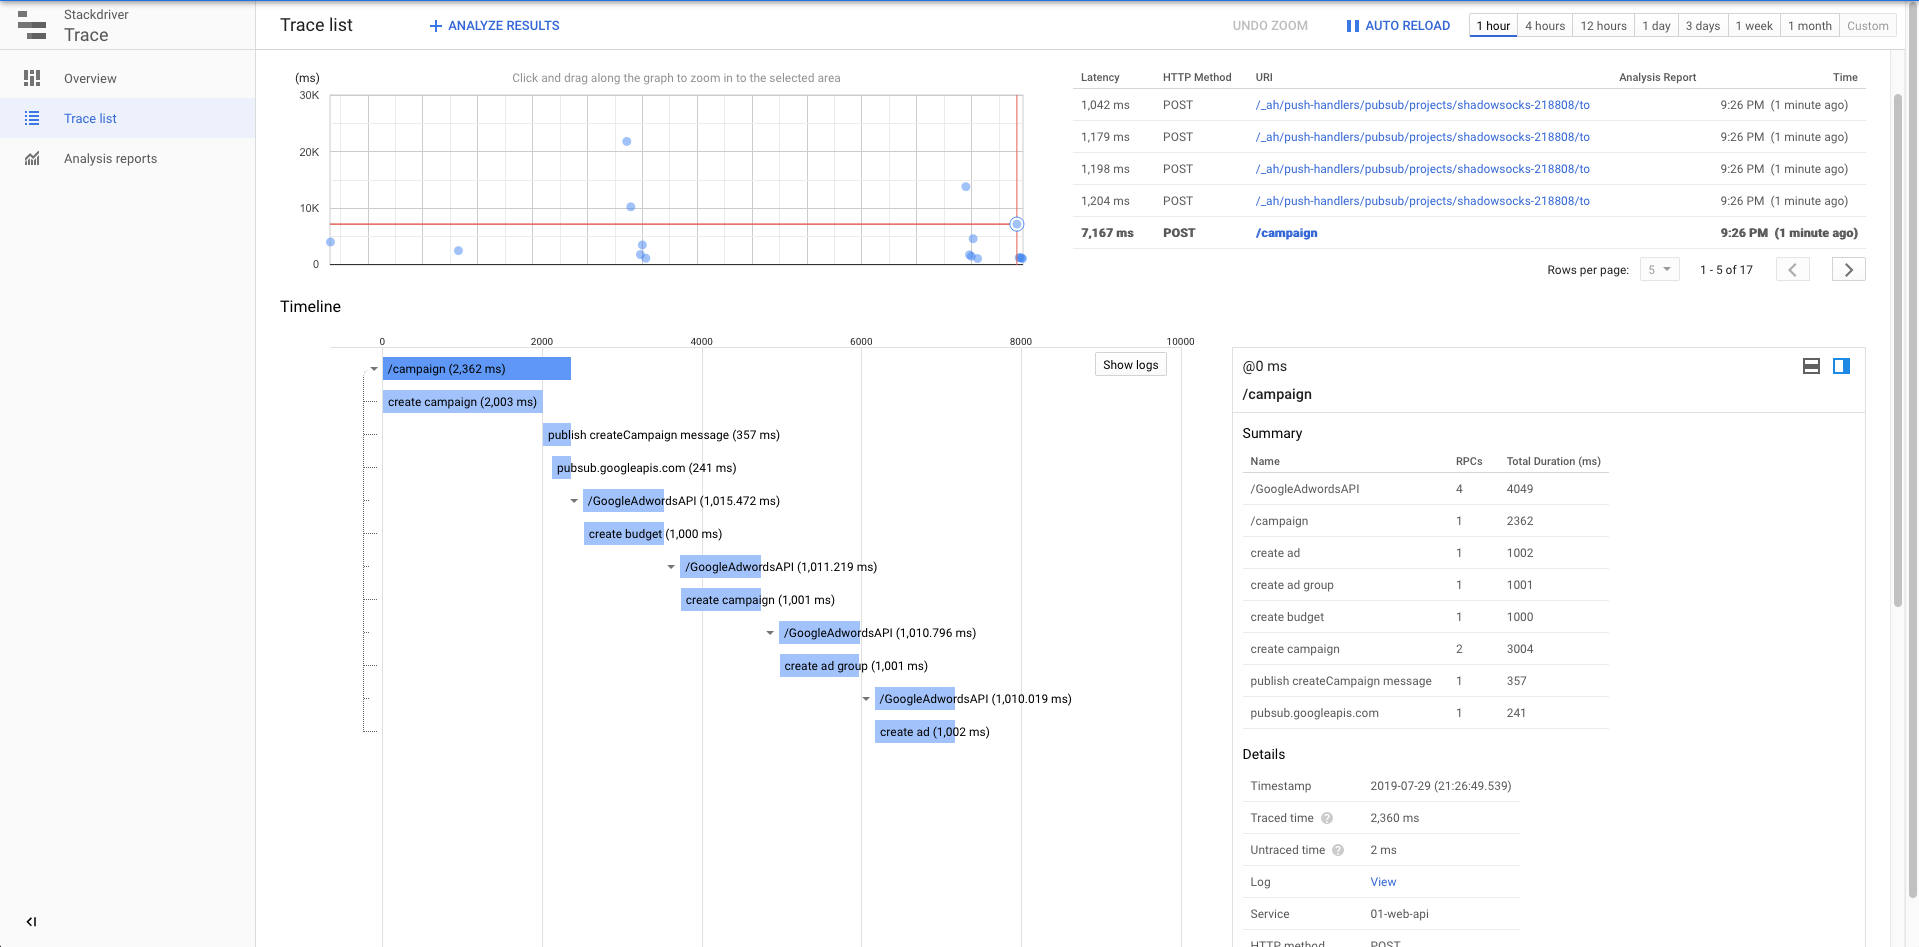 Stackdriver
Trace
Overview
Trace list
Analysis reports
Trace list
ANALYZE RESULTS
UNDO ZOOM
AUTO RELOAD
1 hour
4 hours
12 hours
1 day
3 days
1 week
1 month
Custom
(ms)
Click and drag along the graph to zoom in to the selected area
30K
20K
10K
0
Latency HTTP Method URI Analysis Report Time
1,042 ms POST /_ah/push-handlers/pubsub/projects/shadowsocks-218808/to 9:26 PM (1 minute ago)
1,179 ms POST /_ah/push-handlers/pubsub/projects/shadowsocks-218808/to 9:26 PM (1 minute ago)
1,198 ms POST /_ah/push-handlers/pubsub/projects/shadowsocks-218808/to 9:26 PM (1 minute ago)
1,204 ms POST /_ah/push-handlers/pubsub/projects/shadowsocks-218808/to 9:26 PM (1 minute ago)
7,167 ms POST /campaign 9:26 PM (1 minute ago)
Rows per page: 5 1 - 5 of 17
Timeline
0 2000 4000 6000 8000 10000
Show logs
/campaign (2,362 ms)
create campaign (2,003 ms)
publish createCampaign message (357 ms)
pubsub.googleapis.com (241 ms)
/GoogleAdwordsAPI (1,015.472 ms)
create budget (1,000 ms)
/GoogleAdwordsAPI (1,011.219 ms)
create campaign (1,001 ms)
/GoogleAdwordsAPI (1,010.796 ms)
create ad group (1,001 ms)
/GoogleAdwordsAPI (1,010.019 ms)
create ad (1,002 ms)
@0 ms
/campaign
Summary
Name RPCs Total Duration (ms)
/GoogleAdwordsAPI 4 4049
/campaign 1 2362
create ad 1 1002
create ad group 1 1001
create budget 1 1000
create campaign 2 3004
publish createCampaign message 1 357
pubsub.googleapis.com 1 241
Details
Timestamp 2019-07-29 (21:26:49.539)
Traced time ? 2,360 ms
Untraced time ? 2 ms
Log View
Service 01-web-api
HTTP method POST